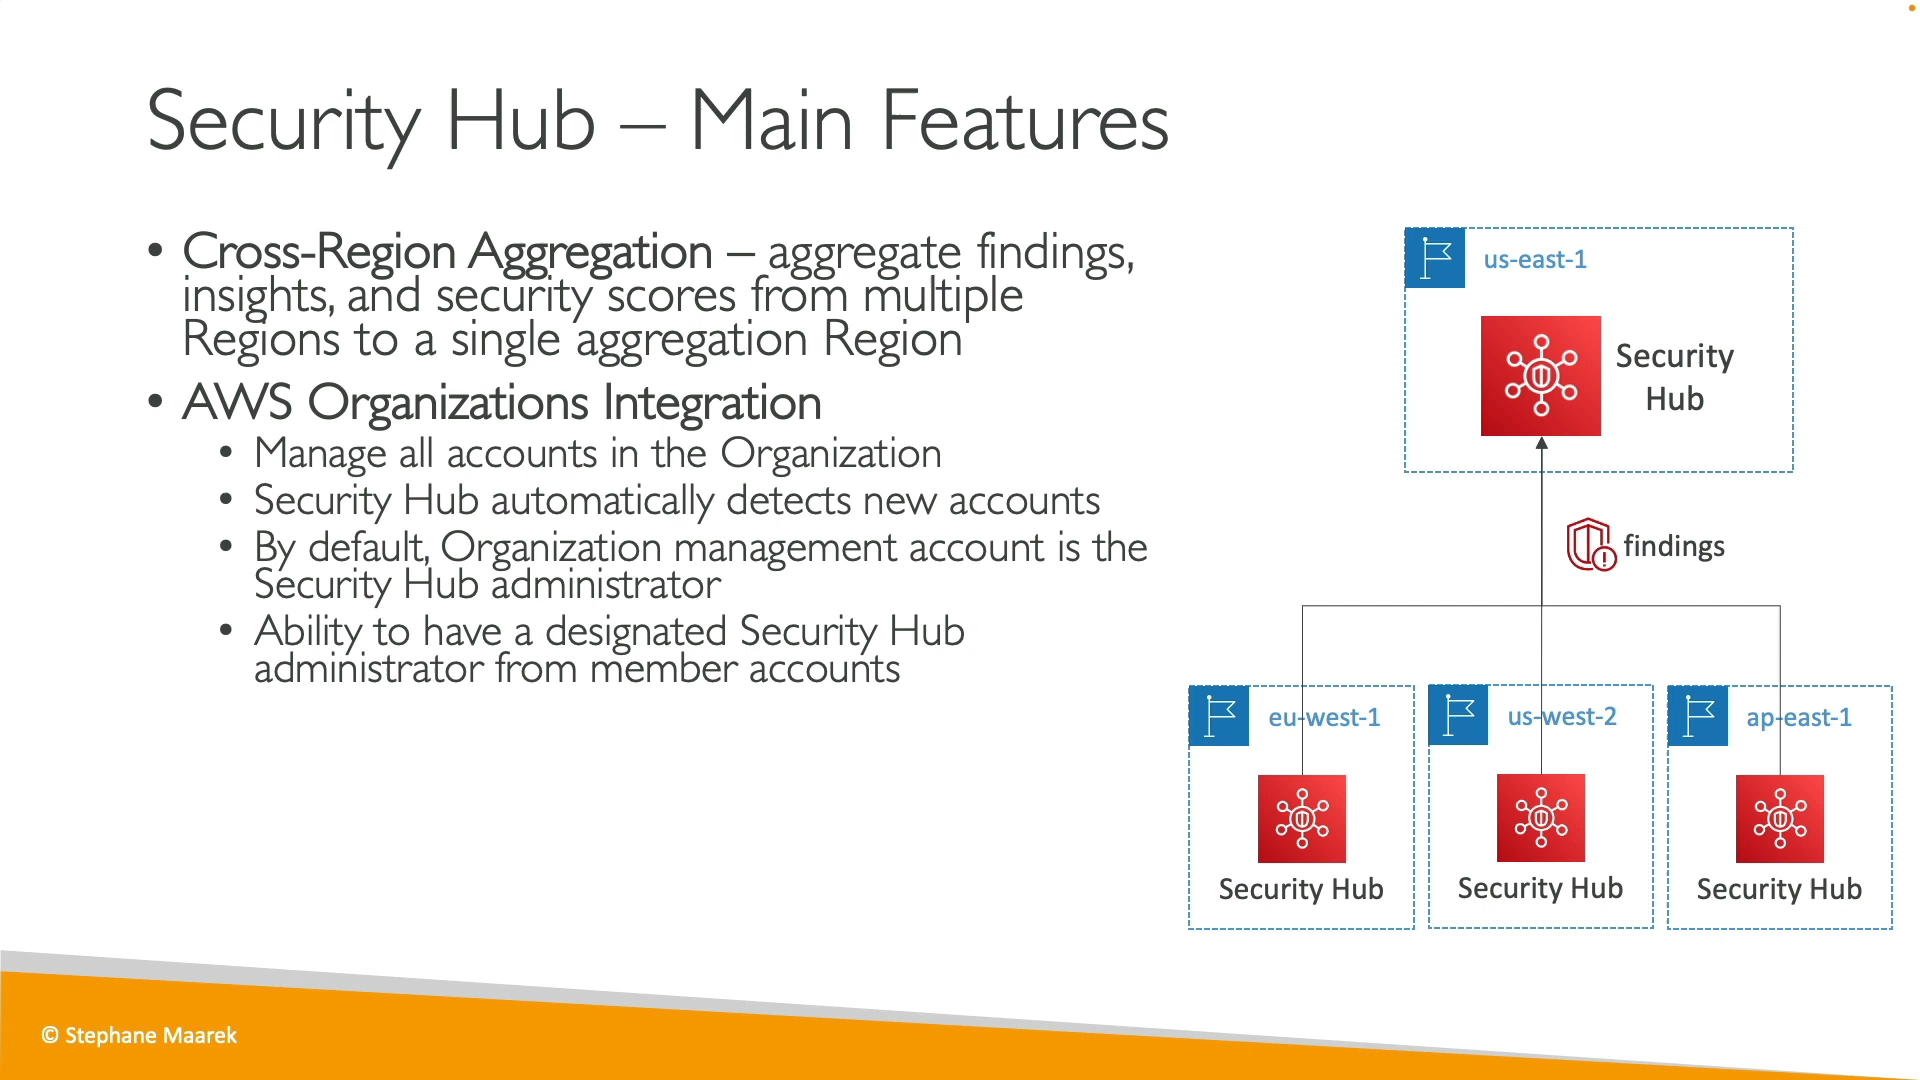 Security Hub – Main Features
• Cross-Region Aggregation – aggregate findings,
insights, and security scores from multiple
Regions to a single aggregation Region
• AWS Organizations Integration
• Manage all accounts in the Organization
• Security Hub automatically detects new accounts
• By default, Organization management account is the
Security Hub administrator
• Ability to have a designated Security Hub
administrator from member accounts
us-east-1
Security
Hub
findings
eu-west-1
us-west-2
ap-east-1
Security Hub
Security Hub
Security Hub
© Stephane Maarek